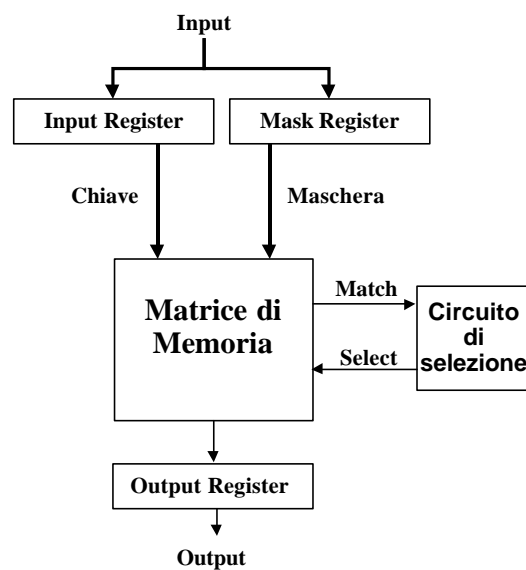 Input
Input Register
Mask Register
Chiave
Maschera
Matrice di
Memoria
Match
Select
Circuito
di
selezione
Output Register
Output